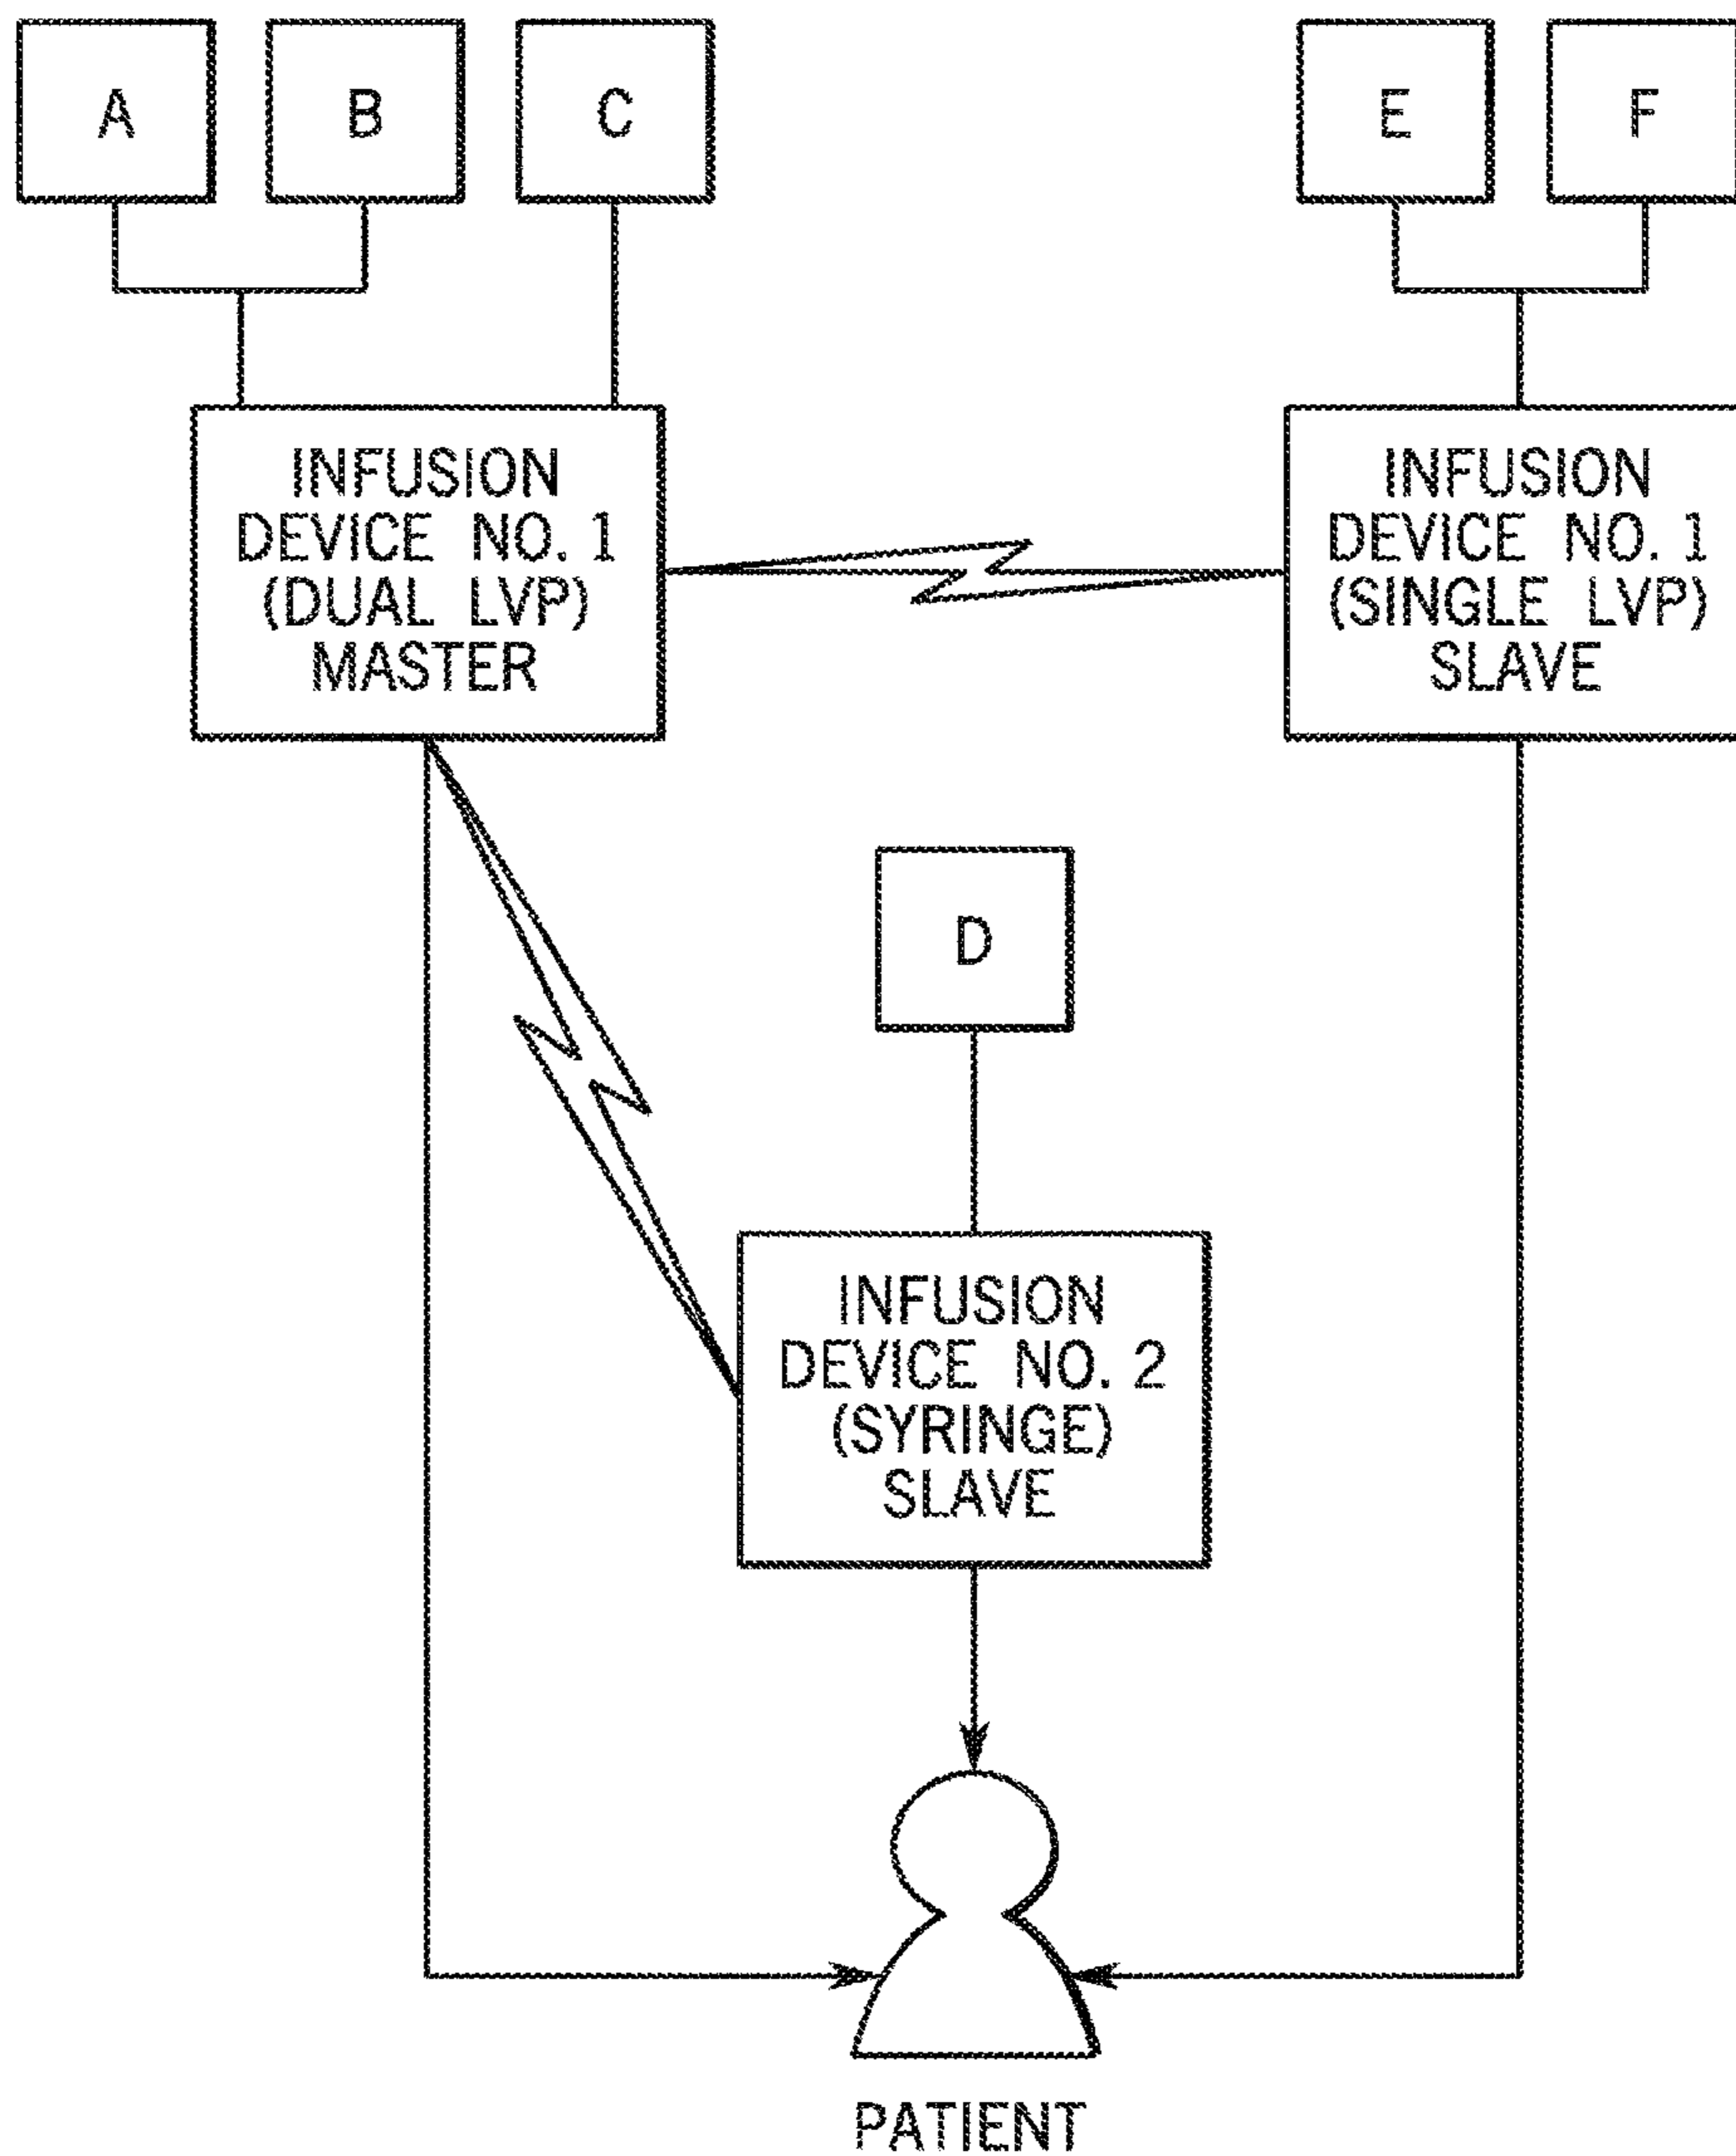 A
B
C
E
F
INFUSION
DEVICE NO. 1
(DUAL LVP)
MASTER
INFUSION
DEVICE NO. 1
(SINGLE LVP)
SLAVE
D
INFUSION
DEVICE NO. 2
(SYRINGE)
SLAVE
PATIENT